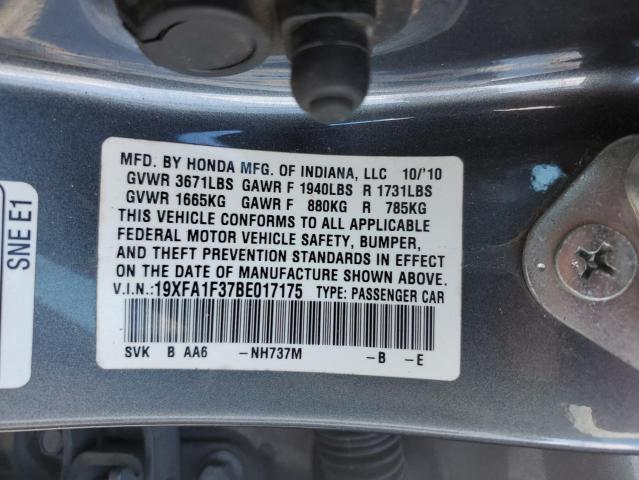 MFD. BY HONDA MFG. OF INDIANA, LLC 10/'10
GVWR 3671LBS GAWR F 1940LBS R 1731LBS
GVWR 1665KG GAWR F 880KG R 785KG
THIS VEHICLE CONFORMS TO ALL APPLICABLE
FEDERAL MOTOR VEHICLE SAFETY, BUMPER,
AND THEFT PREVENTION STANDARDS IN EFFECT
ON THE DATE OF MANUFACTURE SHOWN ABOVE.
V.I.N.: 19XFA1F37BE017175 TYPE: PASSENGER CAR
SVK B AA6 -NH737M -B -E
SNE E1